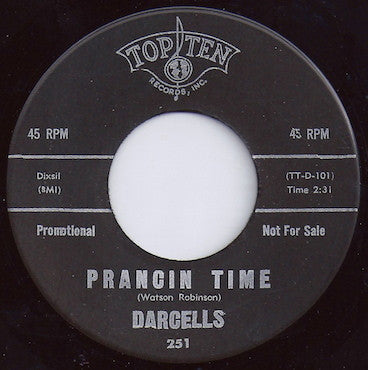 TOP TEN
RECORDS, INC.
45 RPM
45 RPM
Dixsil
(BMI)
(TT-D-101)
Time 2:31
Promotional
Not For Sale
PRANCIN TIME
(Watson Robinson)
DARCELLS
251